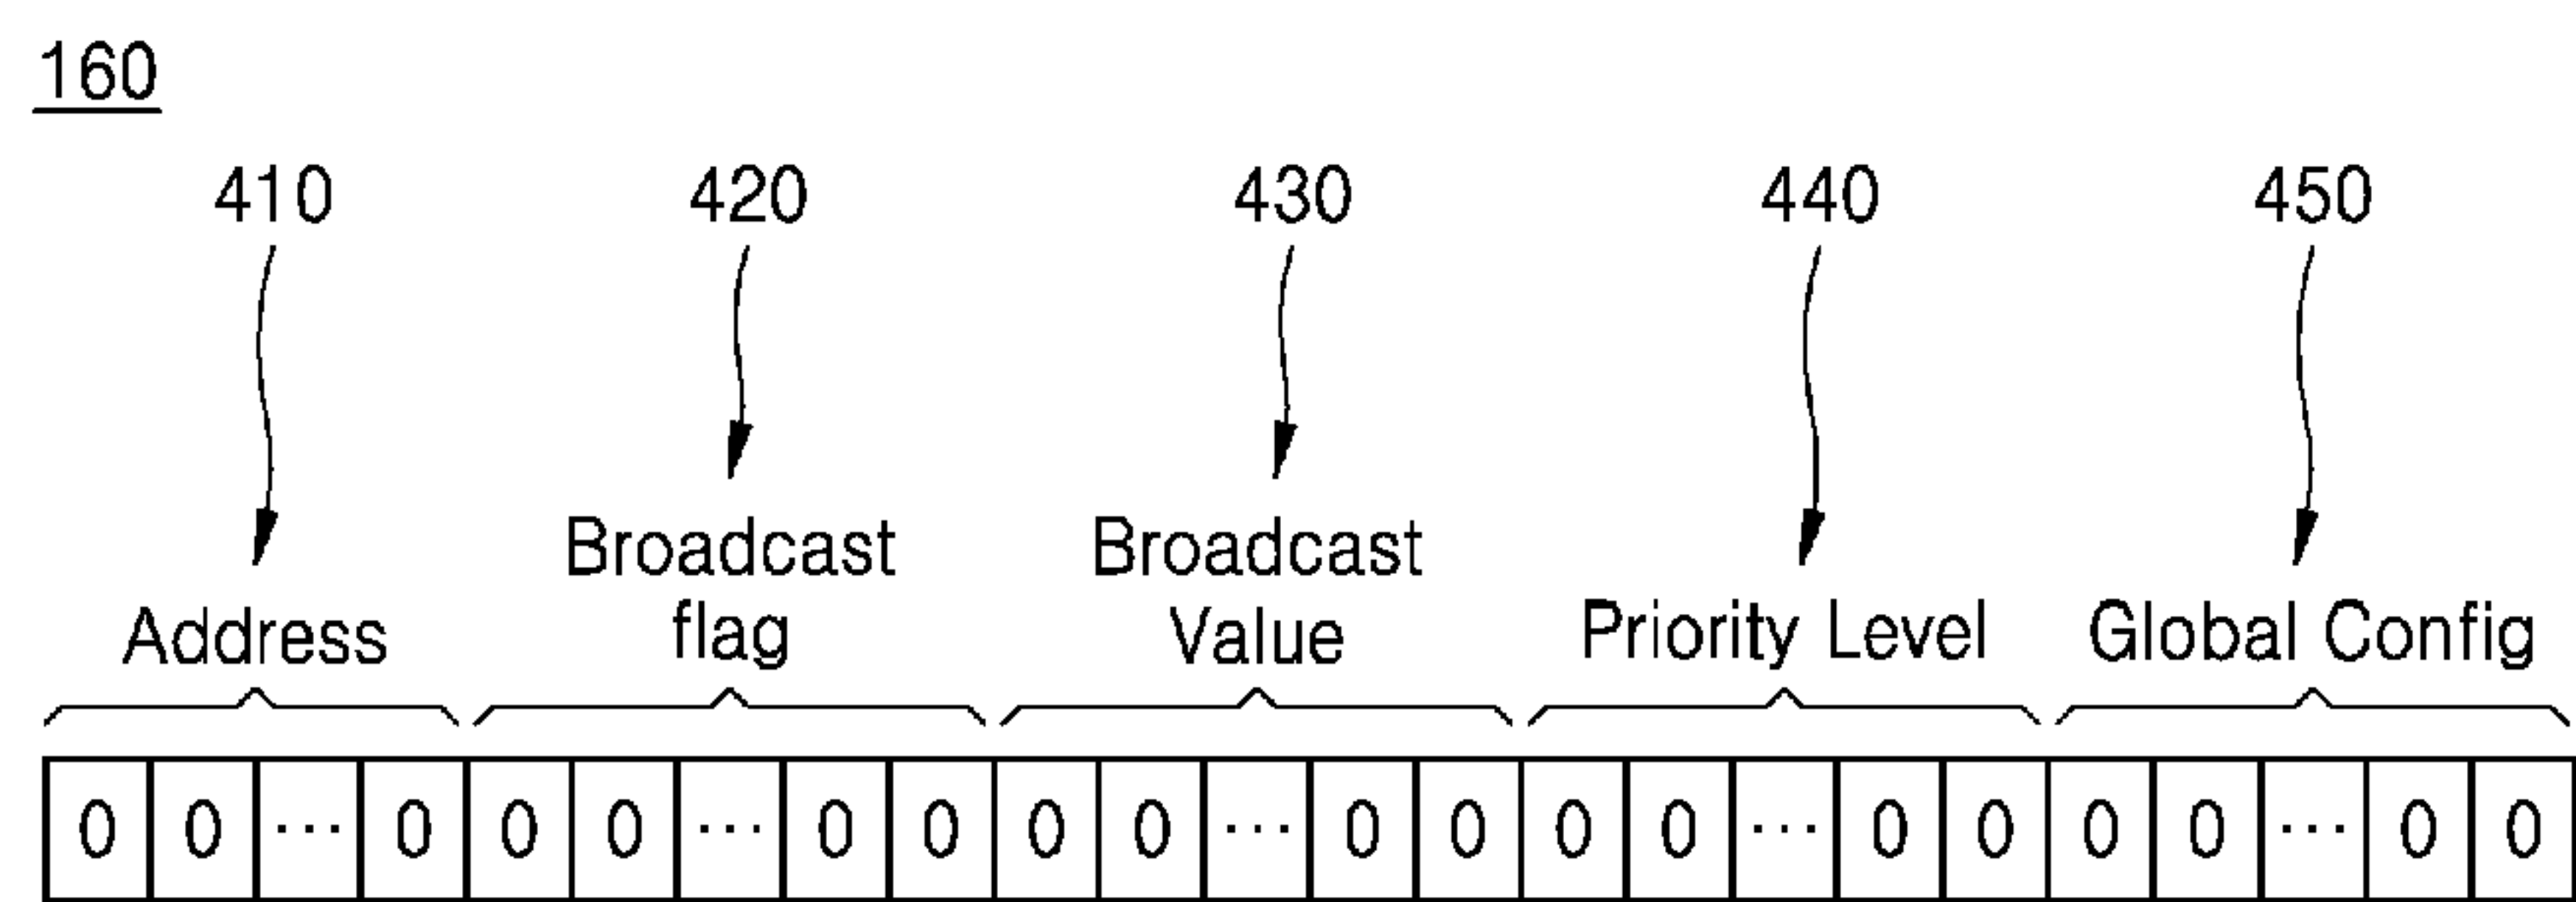 160
410 420 430 440 450
Address Broadcast flag Broadcast Value Priority Level Global Config
0 0 ... 0 0 0 ... 0 0 0 0 ... 0 0 0 0 ... 0 0 0 0 ... 0 0